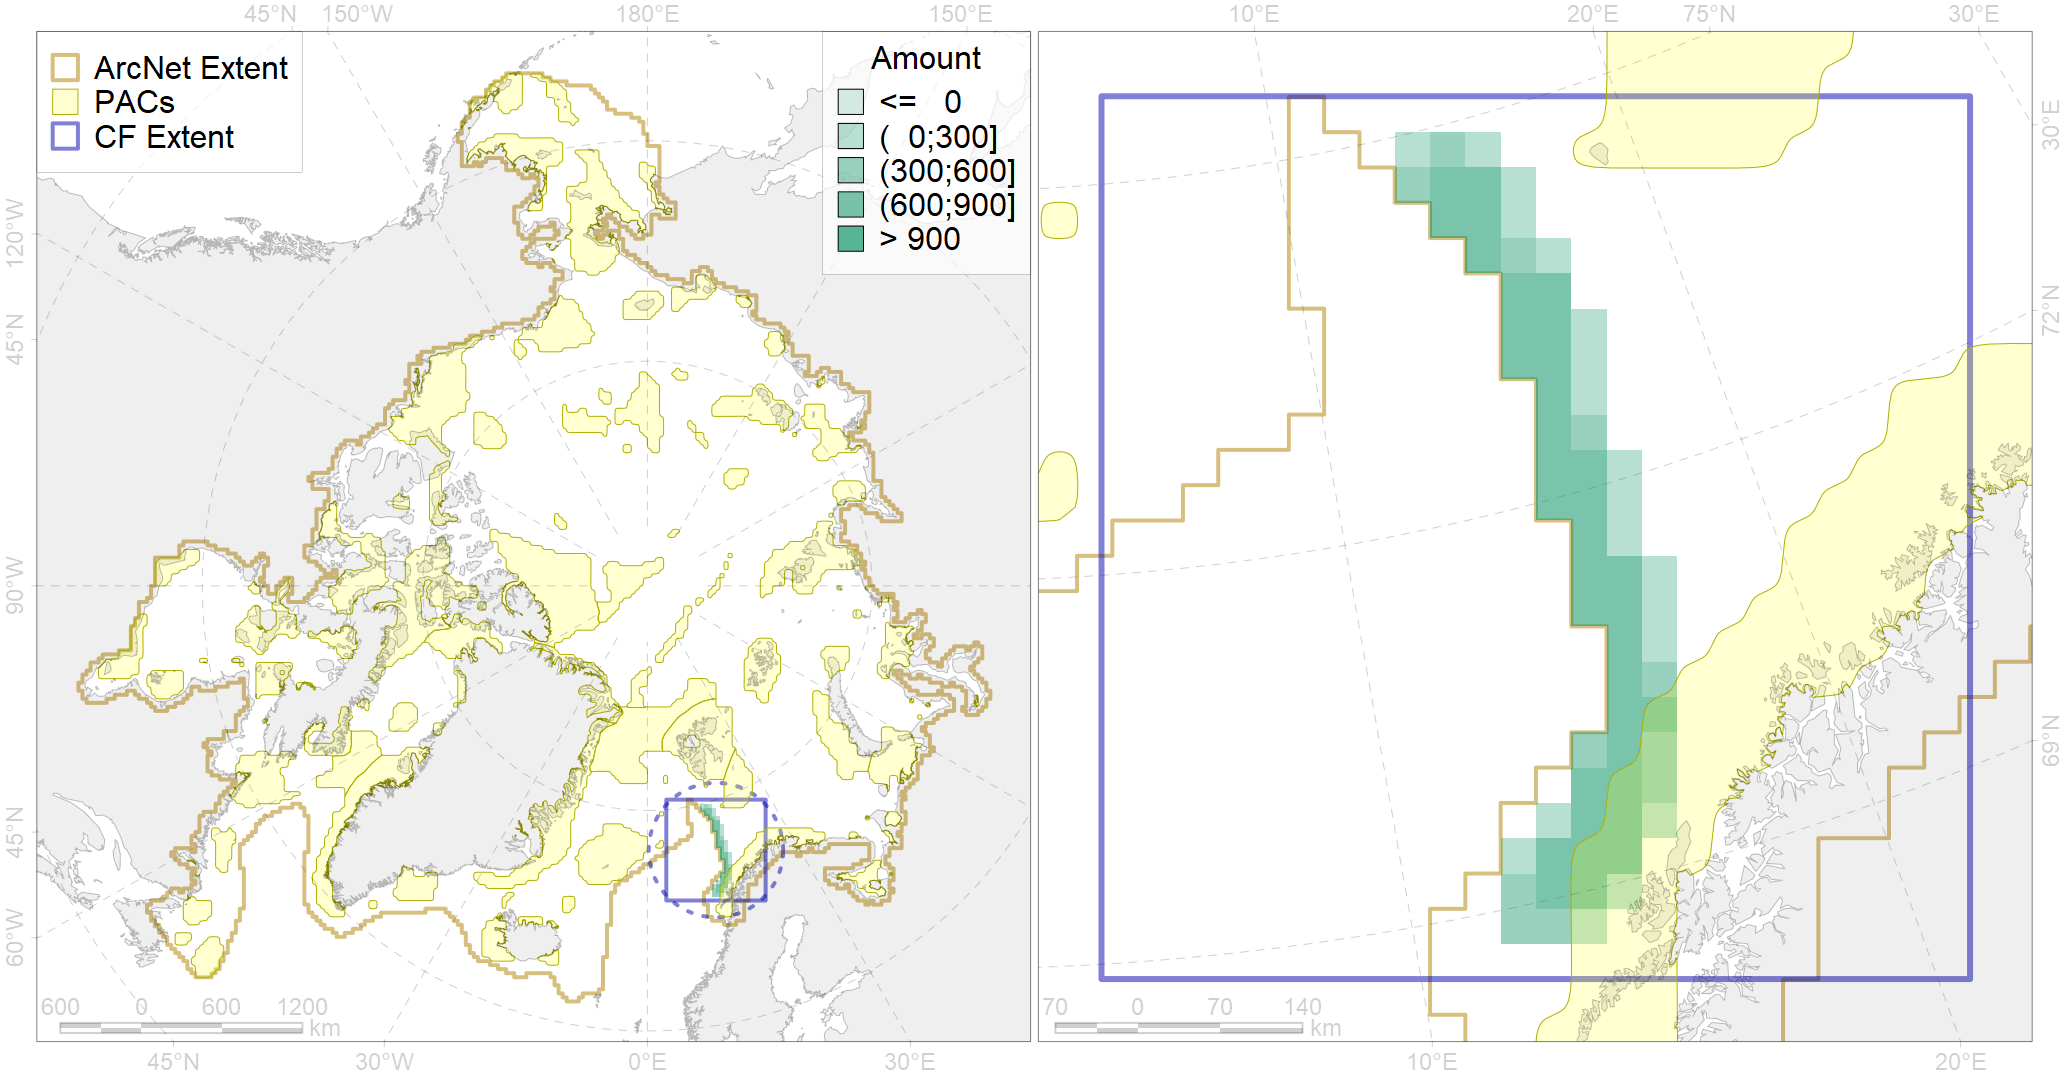 45°N 150°W 180°E 150°E 10°E 20°E 75°N 30°E
ArcNet Extent
PACs
CF Extent
Amount
<= 0
( 0;300]
(300;600]
(600;900]
> 900
120°W
45°N
90°W
45°N
60°W
30°E
72°N
69°N
600 0 600 1200
km
70 0 70 140
km
45°N 30°W 0°E 30°E 10°E 20°E